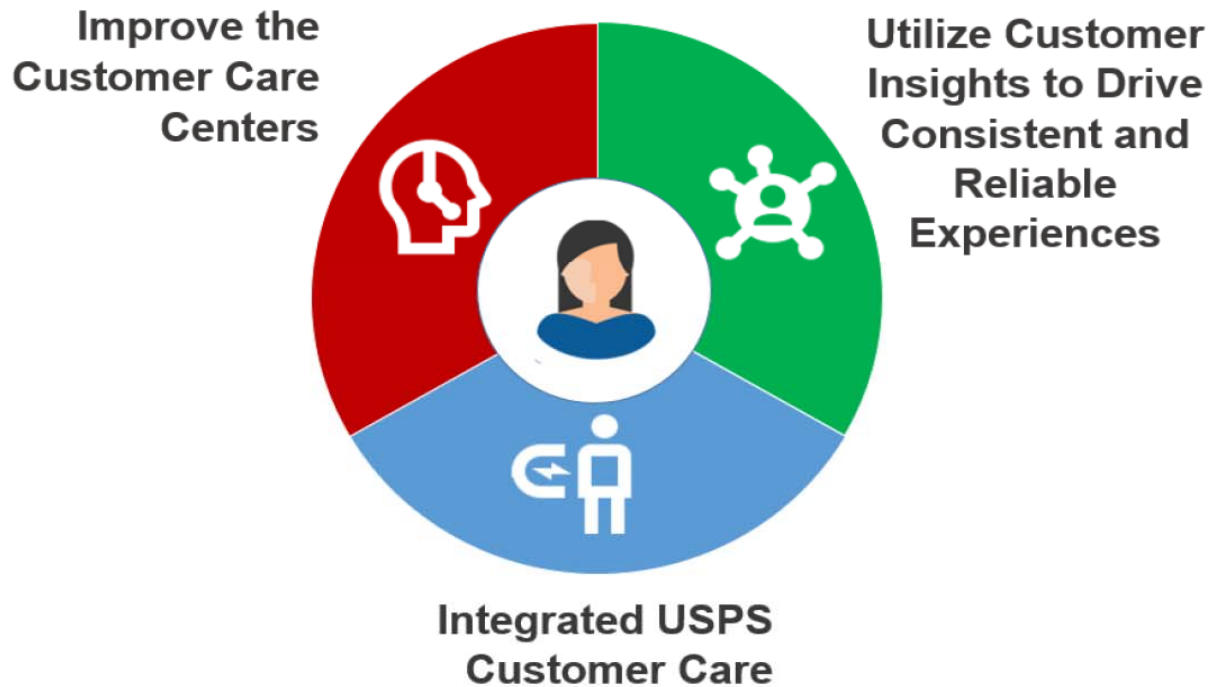 Improve the
Customer Care
Centers
Utilize Customer
Insights to Drive
Consistent and
Reliable
Experiences
Integrated USPS
Customer Care